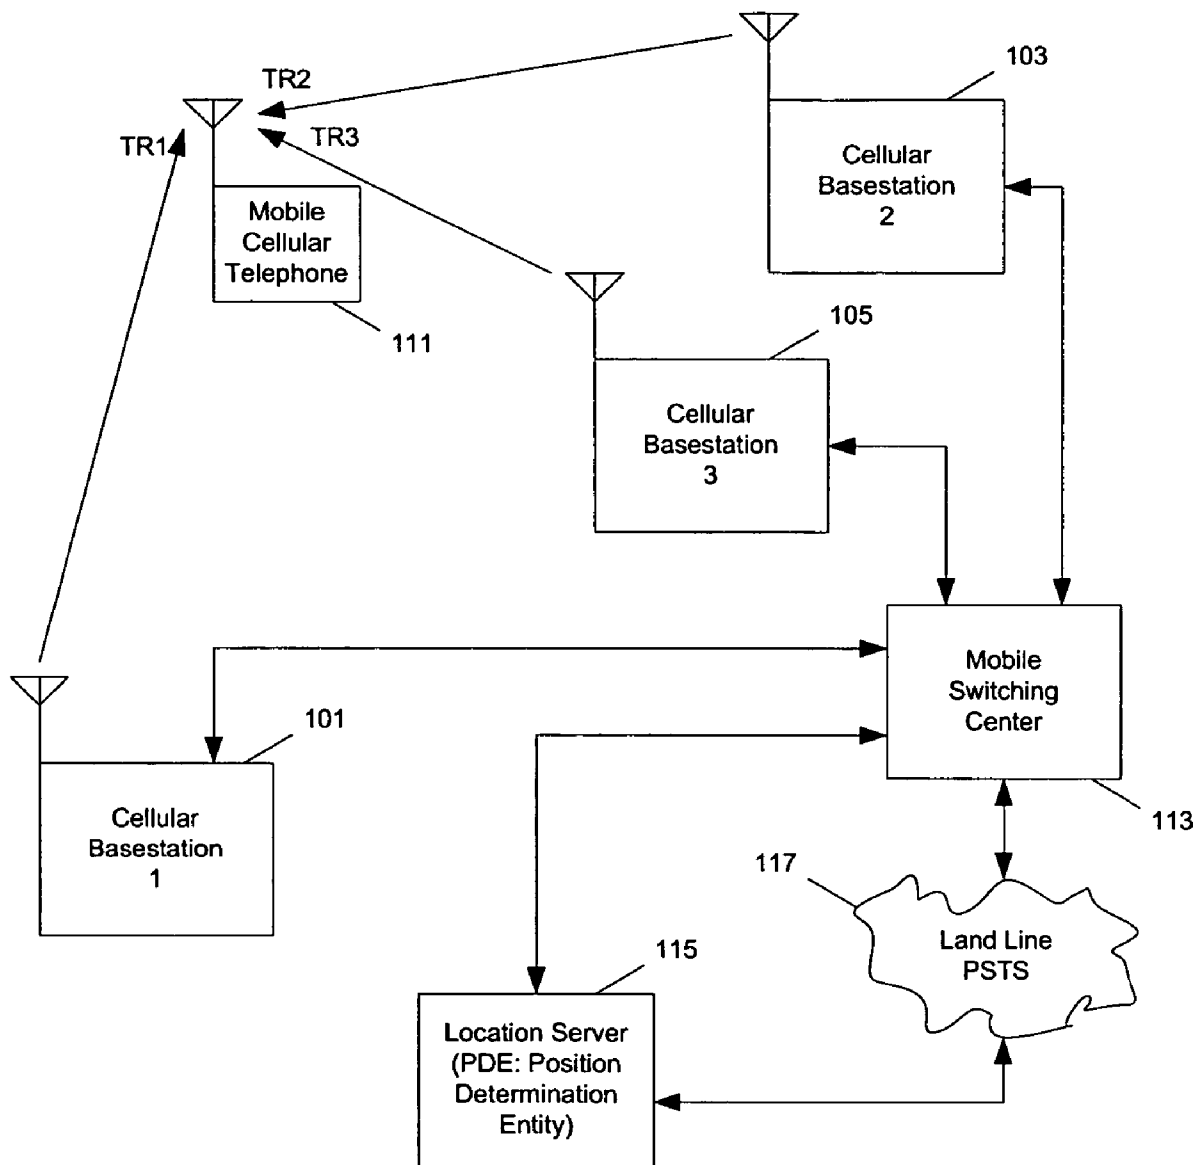 103
TR2
TR3
TR1
Cellular
Basestation
2
Mobile
Cellular
Telephone
111
105
Cellular
Basestation
3
Mobile
Switching
Center
101
113
Cellular
Basestation
1
117
Land Line
PSTS
115
Location Server
(PDE: Position
Determination
Entity)